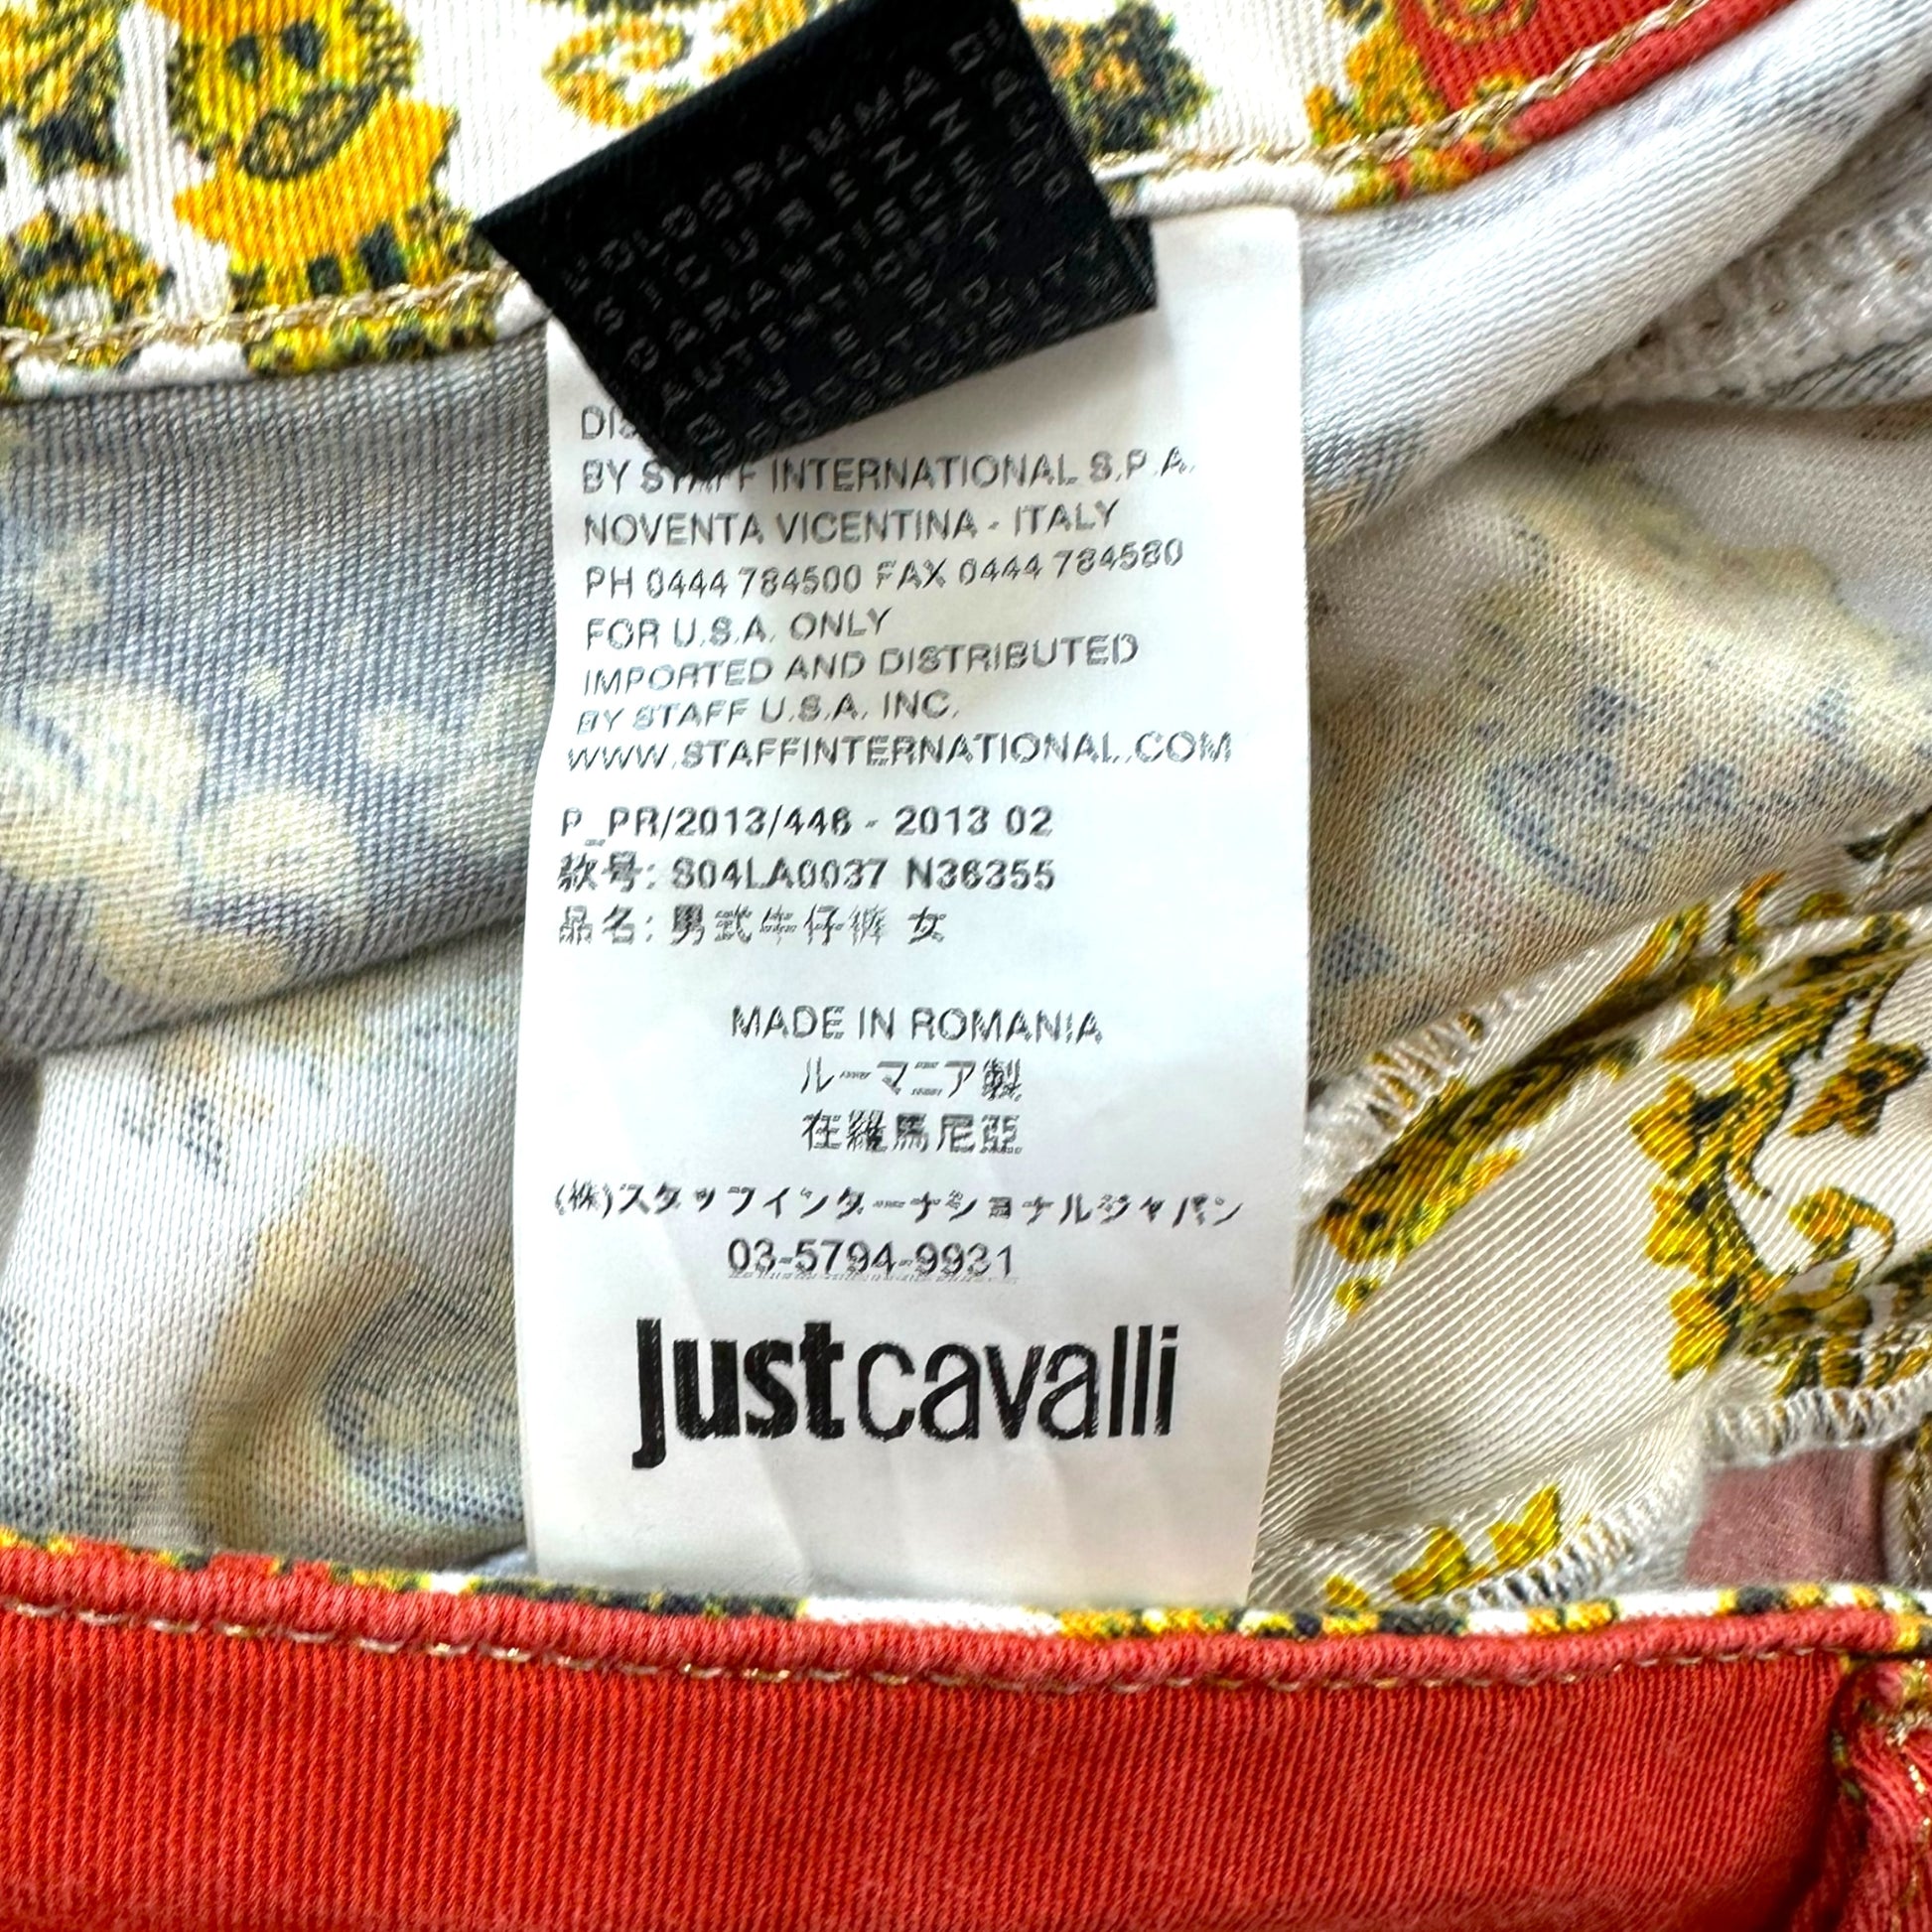 BY STAFF INTERNATIONAL S.P.A.
NOVENTA VICENTINA - ITALY
PH 0444 784500 FAX 0444 784580
FOR U.S.A. ONLY
IMPORTED AND DISTRIBUTED
BY STAFF U.S.A. INC.
WWW.STAFFINTERNATIONAL.COM
P_PR/2013/446 - 2013 02
款号: S04LA0037 N36355
品名: 男式牛仔裤 女
MADE IN ROMANIA
ルーマニア製
在羅馬尼亞
(株)スタッフインターナショナルジャパン
03-5794-9931
justcavalli